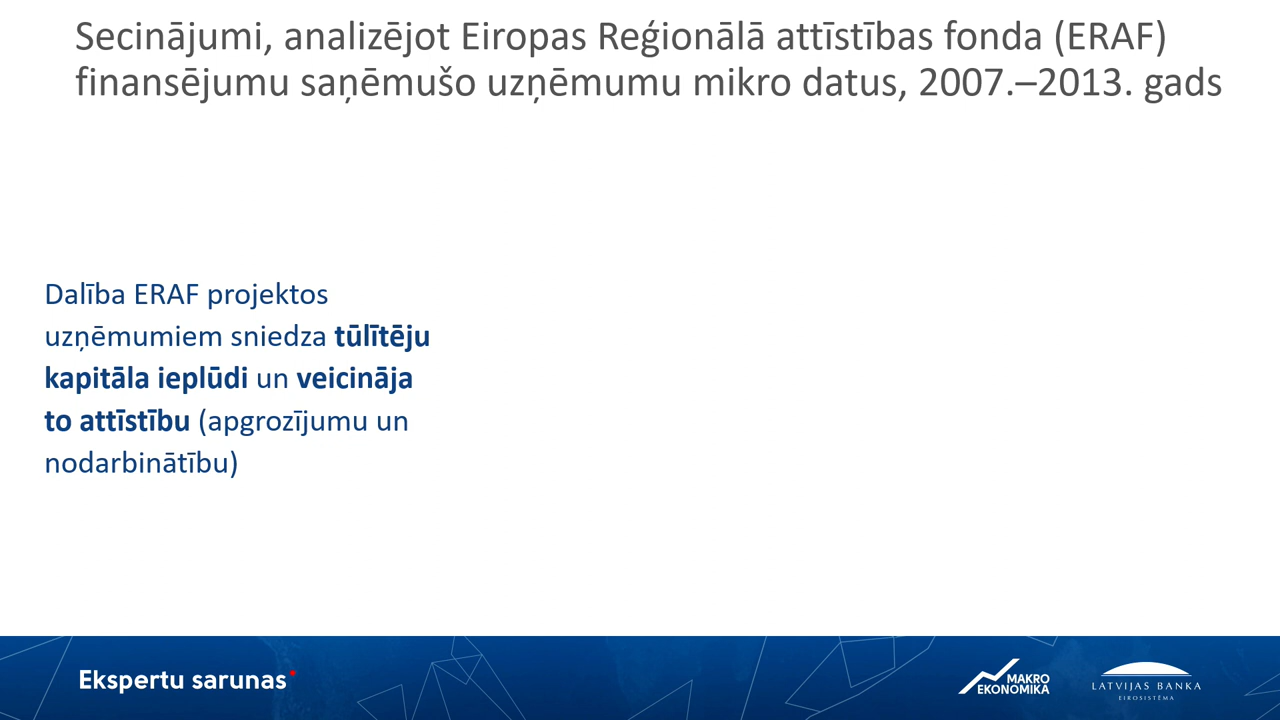 Secinājumi, analizējot Eiropas Reģionālā attīstības fonda (ERAF)
finansējumu saņēmušo uzņēmumu mikro datus, 2007.–2013. gads
Dalība ERAF projektos
uzņēmumiem sniedza tūlītēju
kapitāla ieplūdi un veicināja
to attīstību (apgrozījumu un
nodarbinātību)
Ekspertu sarunas
MAKRO
EKONOMIKA
LATVIJAS BANKA
EIROSISTĒMA